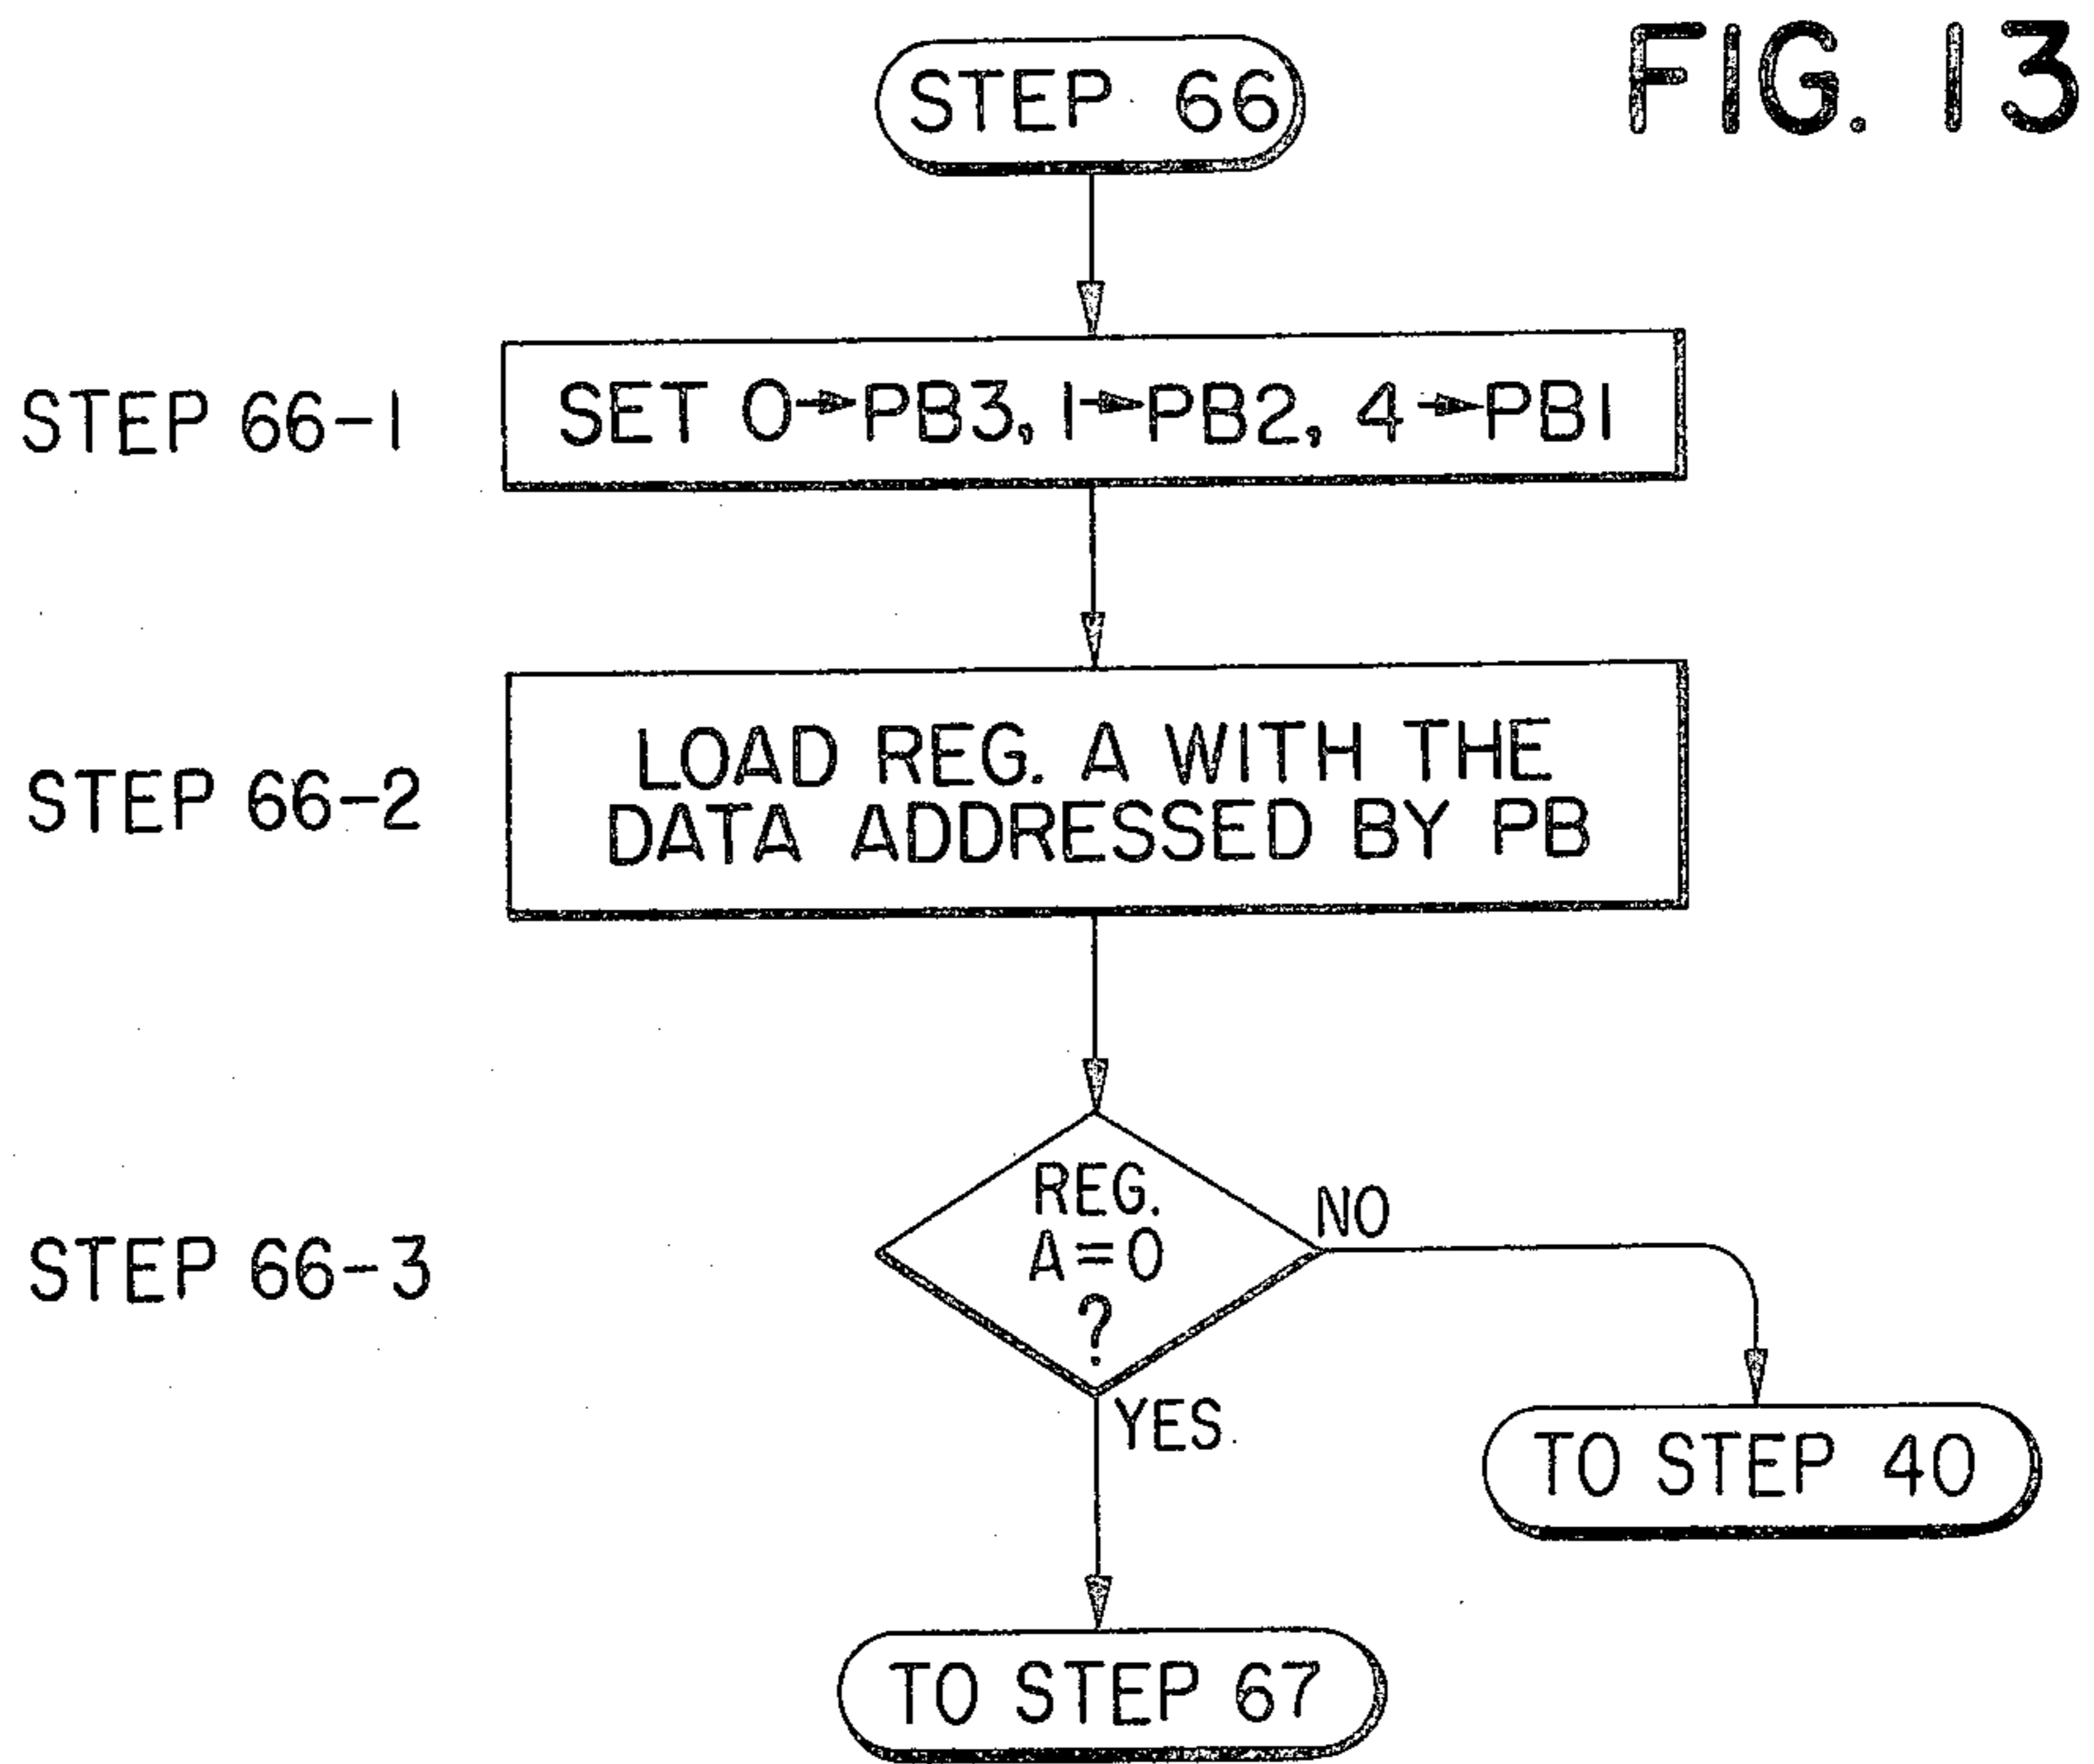 FIG. 13
STEP 66
STEP 66-1
SET 0→PB3, 1→PB2, 4→PB1
STEP 66-2
LOAD REG. A WITH THE
DATA ADDRESSED BY PB
STEP 66-3
REG.
A=0
?
NO
YES
TO STEP 40
TO STEP 67